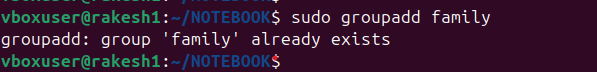 vboxuser@rakesh1:~/NOTEBOOK$ sudo groupadd family
groupadd: group 'family' already exists
vboxuser@rakesh1:~/NOTEBOOK$